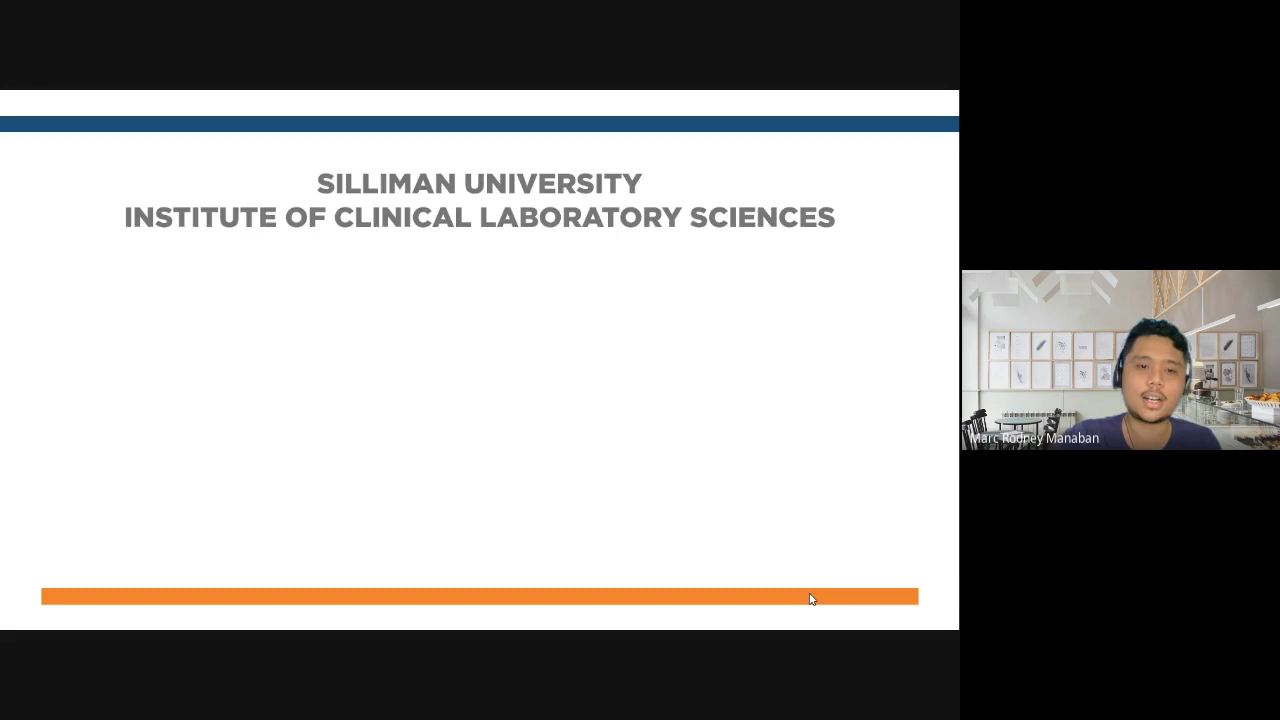 SILLIMAN UNIVERSITY
INSTITUTE OF CLINICAL LABORATORY SCIENCES
Marc Rodney Manaban